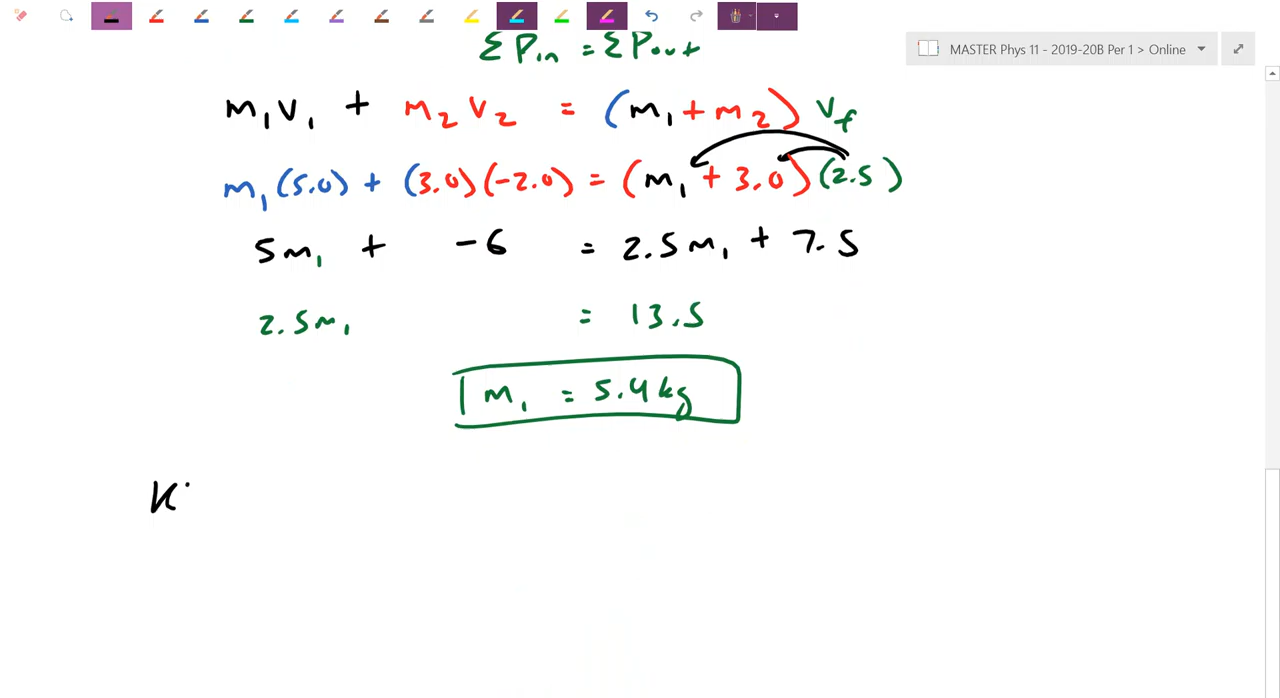 MASTER Phys 11 - 2019-20B Per 1 > Online
ΣPin = ΣPout
m₁v₁ + m₂v₂ = (m₁ + m₂) vf
m₁(5.0) + (3.0)(-2.0) = (m₁ + 3.0)(2.5)
5m₁ + -6 = 2.5m₁ + 7.5
2.5m₁ = 13.5
m₁ = 5.4 kg